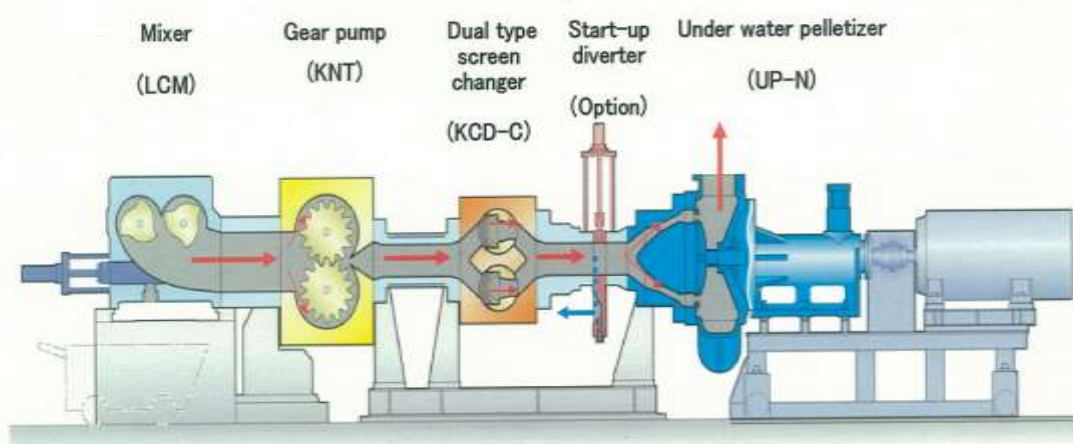 Mixer
(LCM)
Gear pump
(KNT)
Dual type
screen
changer
(KCD-C)
Start-up
diverter
(Option)
Under water pelletizer
(UP-N)